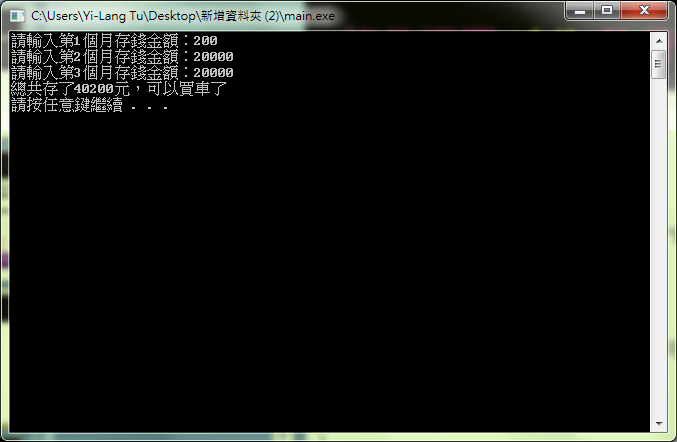 C:\Users\Yi-Lang Tu\Desktop\新增資料夾 (2)\main.exe
請輸入第1個月存錢金額：200
請輸入第2個月存錢金額：20000
請輸入第3個月存錢金額：20000
總共存了40200元，可以買車了
請按任意鍵繼續 . . .